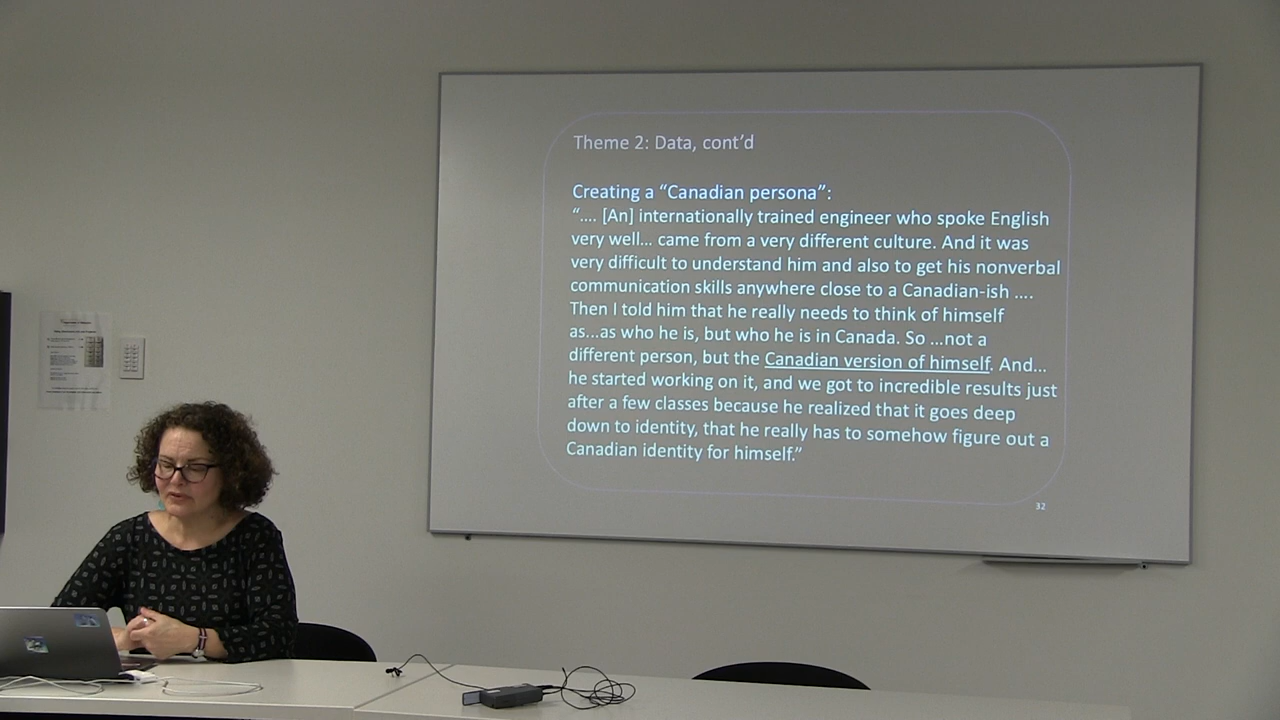 Theme 2: Data, cont’d
Creating a “Canadian persona”:
“.... [An] internationally trained engineer who spoke English
very well... came from a very different culture. And it was
very difficult to understand him and also to get his nonverbal
communication skills anywhere close to a Canadian-ish ....
Then I told him that he really needs to think of himself
as...as who he is, but who he is in Canada. So ...not a
different person, but the Canadian version of himself. And...
he started working on it, and we got to incredible results just
after a few classes because he realized that it goes deep
down to identity, that he really has to somehow figure out a
Canadian identity for himself.”
32